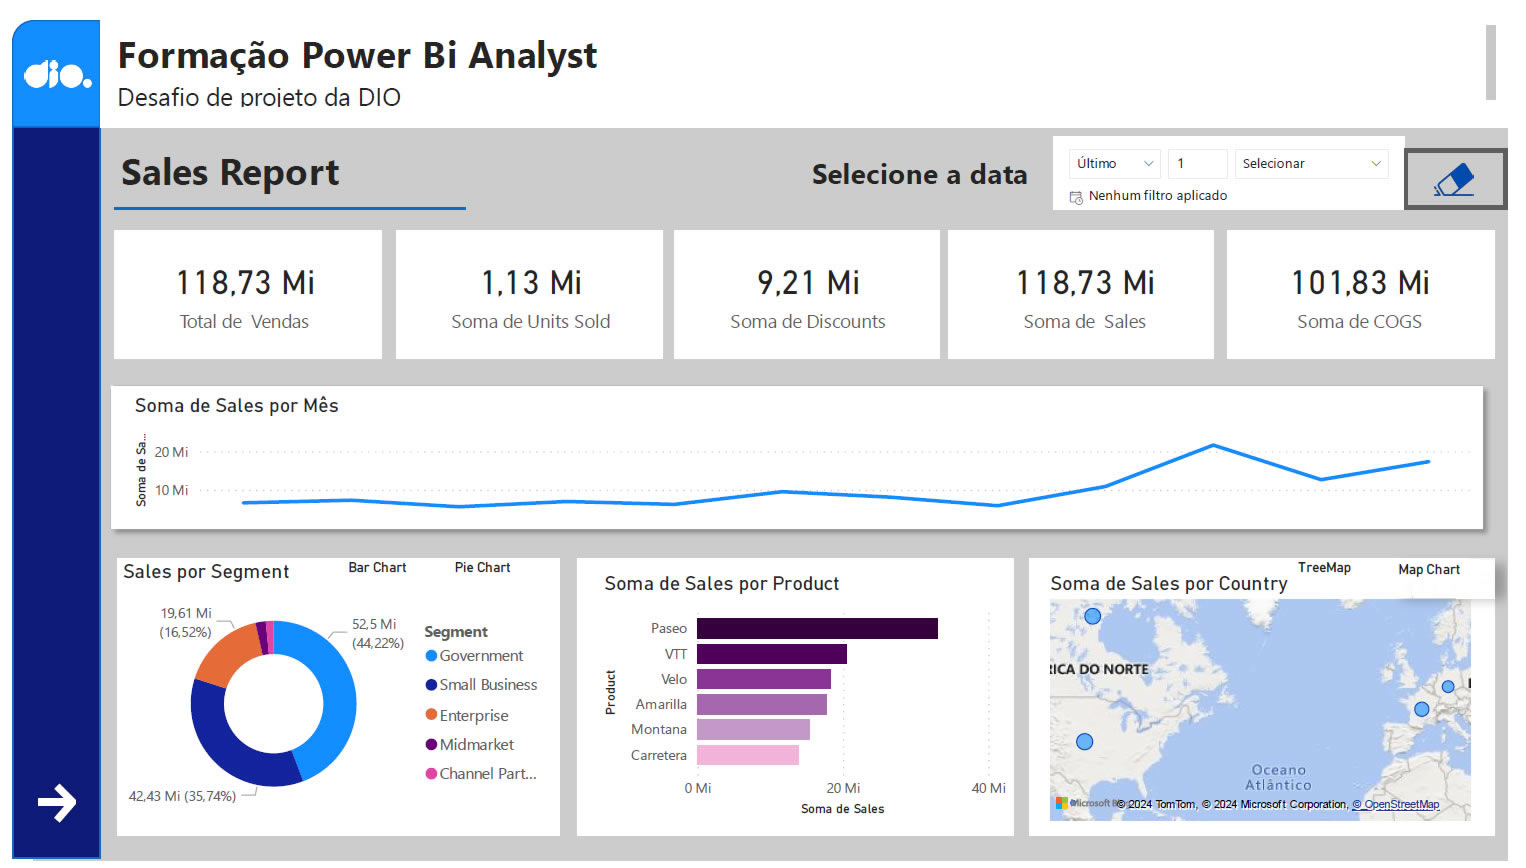 dio.
Formação Power Bi Analyst
Desafio de projeto da DIO
Sales Report
Selecione a data
Último
1
Selecionar
Nenhum filtro aplicado
118,73 Mi
Total de Vendas
1,13 Mi
Soma de Units Sold
9,21 Mi
Soma de Discounts
118,73 Mi
Soma de Sales
101,83 Mi
Soma de COGS
Soma de Sales por Mês
Soma de Sa...
20 Mi
10 Mi
Sales por Segment
Bar Chart
Pie Chart
19,61 Mi
(16,52%)
52,5 Mi
(44,22%)
42,43 Mi (35,74%)
Segment
Government
Small Business
Enterprise
Midmarket
Channel Part...
Soma de Sales por Product
Product
Paseo
VTT
Velo
Amarilla
Montana
Carretera
0 Mi
20 Mi
40 Mi
Soma de Sales
Soma de Sales por Country
TreeMap
Map Chart
RICA DO NORTE
Oceano
Atlântico
Microsoft B
© 2024 TomTom, © 2024 Microsoft Corporation, © OpenStreetMap